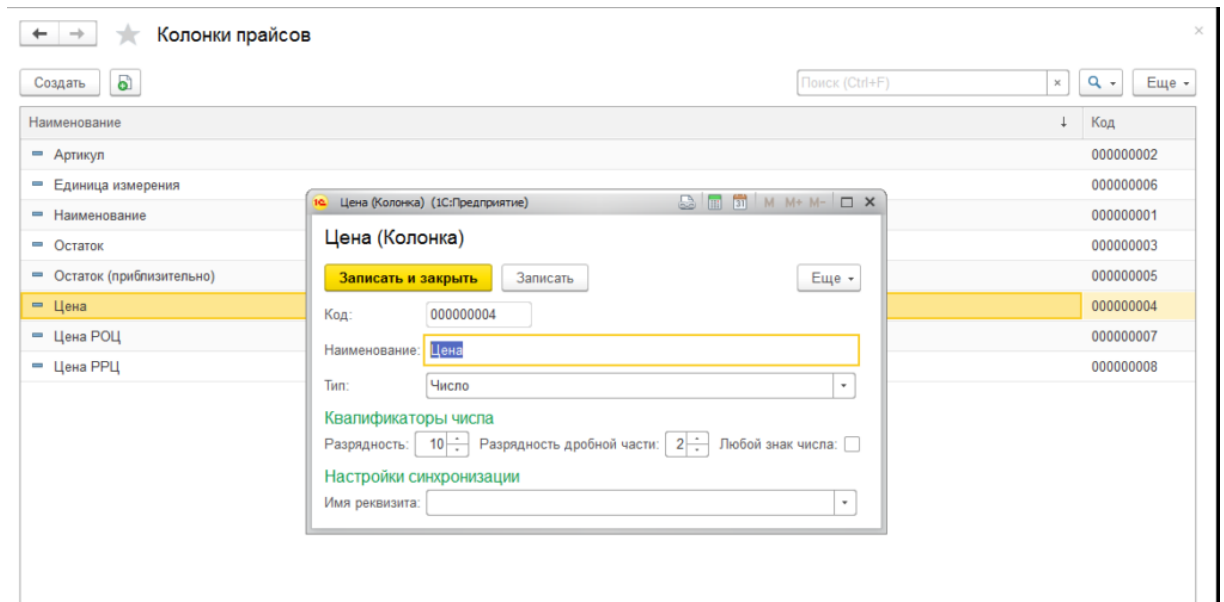 Колонки прайсов
Создать Поиск (Ctrl+F) × Еще
Наименование ↓ Код
Артикул 000000002
Единица измерения 000000006
Наименование 000000001
Остаток 000000003
Остаток (приблизительно) 000000005
Цена 000000004
Цена РОЦ 000000007
Цена РРЦ 000000008
1С Цена (Колонка) (1С:Предприятие) 31 M M+ M-
Цена (Колонка)
Записать и закрыть Записать Еще
Код: 000000004
Наименование: Цена
Тип: Число
Квалификаторы числа
Разрядность: 10 Разрядность дробной части: 2 Любой знак числа:
Настройки синхронизации
Имя реквизита: